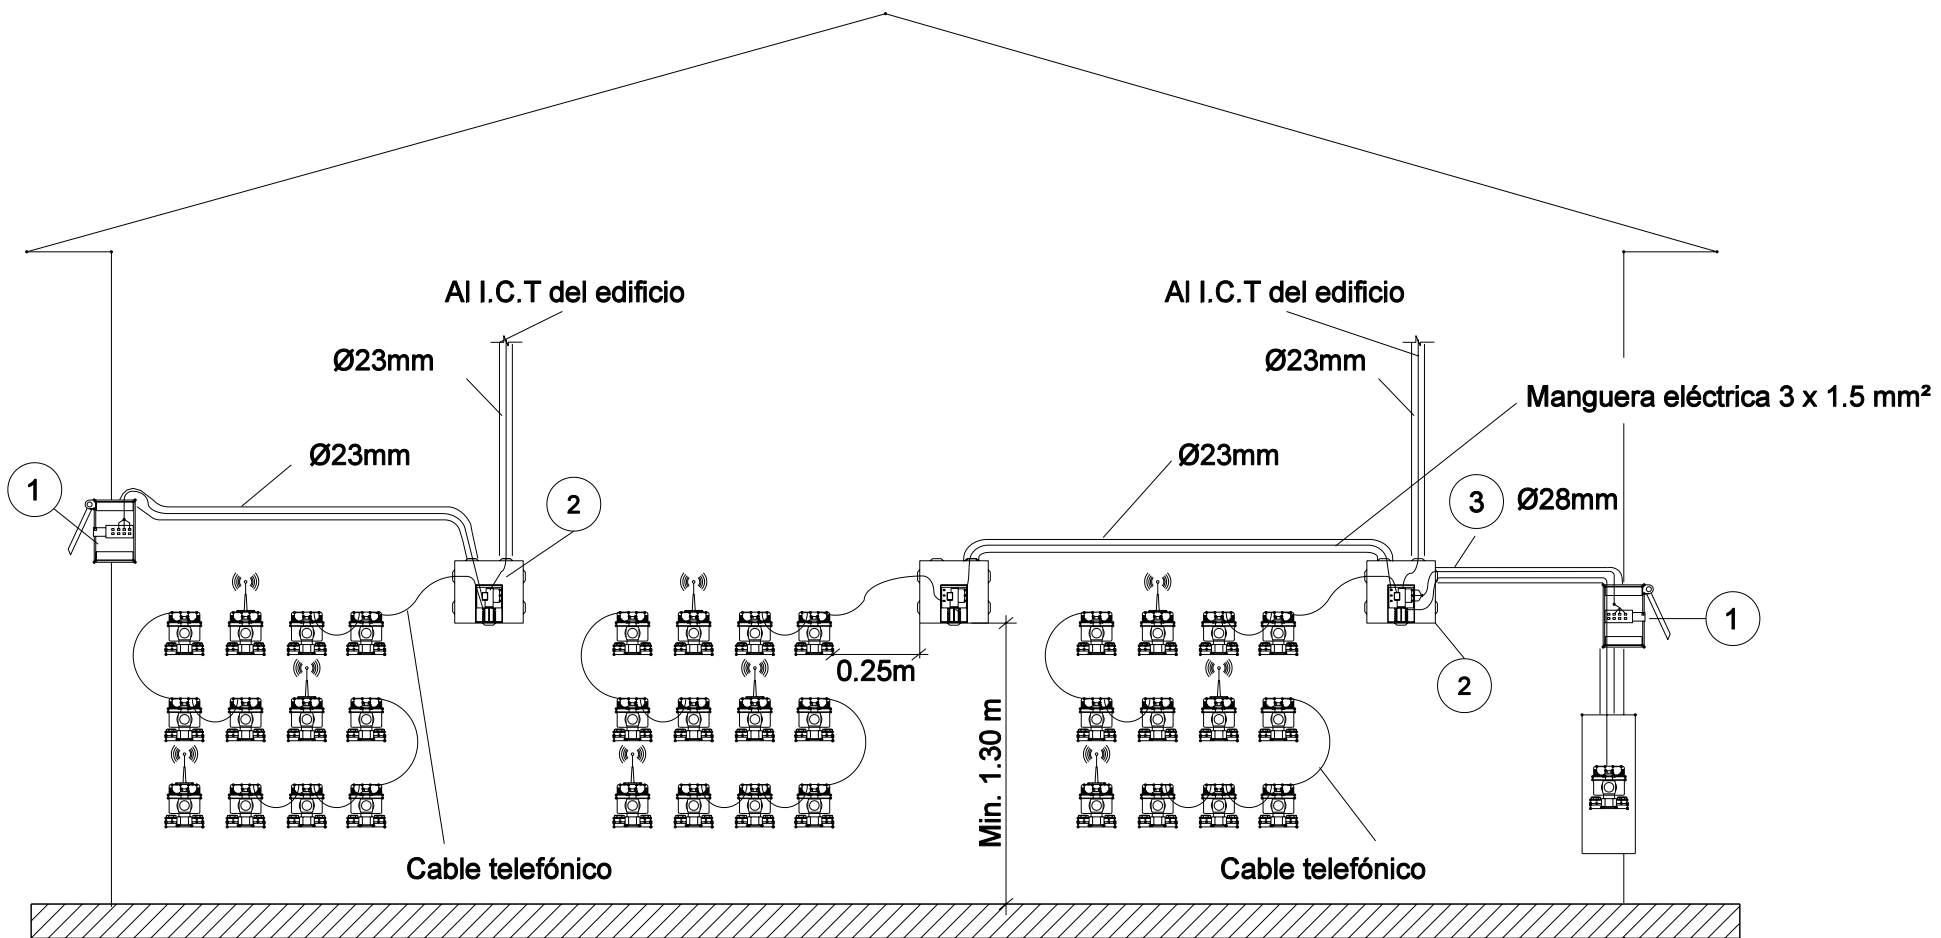 Al I.C.T del edificio
Al I.C.T del edificio
Ø23mm
Ø23mm
Manguera eléctrica 3 x 1.5 mm²
Ø23mm
Ø23mm
1
2
3
Ø28mm
1
0.25m
2
Min. 1.30 m
Cable telefónico
Cable telefónico